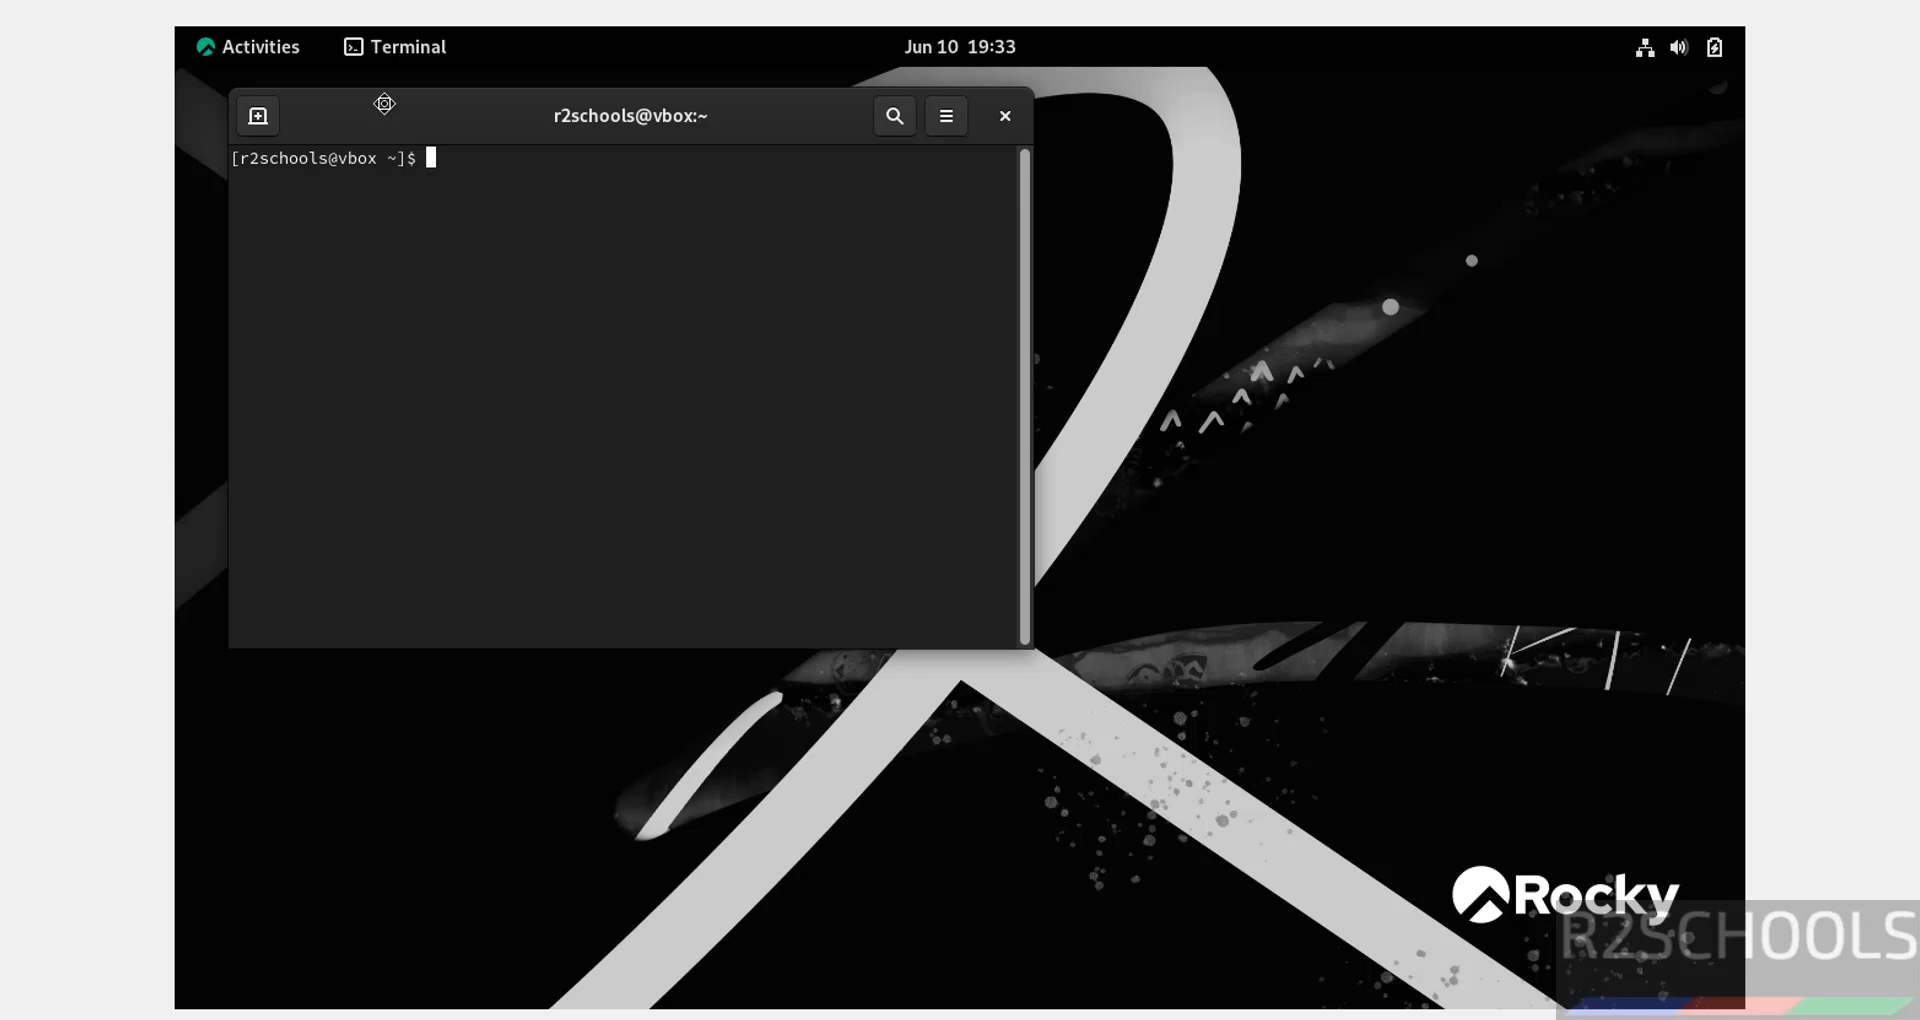 Activities Terminal Jun 10 19:33
r2schools@vbox:~
[r2schools@vbox ~]$
Rocky
R2SCHOOLS